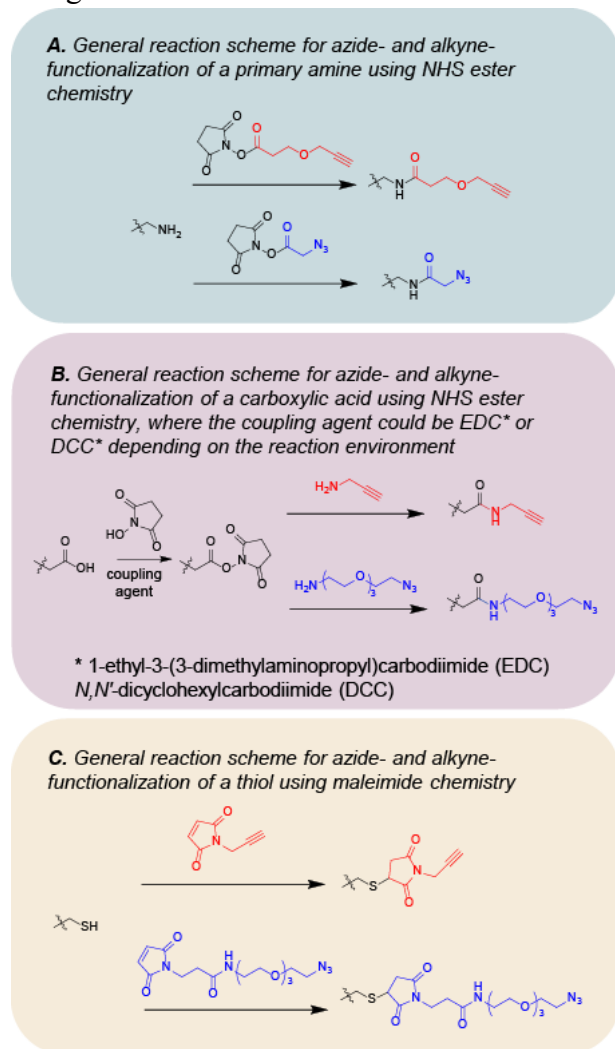 A. General reaction scheme for azide- and alkyne-
functionalization of a primary amine using NHS ester
chemistry
O
N
O
O
O
O
O
N
H
O
NH2
O
N
O
O
O
N3
O
N
H
N3
B. General reaction scheme for azide- and alkyne-
functionalization of a carboxylic acid using NHS ester
chemistry, where the coupling agent could be EDC* or
DCC* depending on the reaction environment
O
N
HO
O
H2N
O
N
H
O
OH
coupling
agent
O
O
N
O
O
H2N
O
3
N3
O
N
H
O
3
N3
* 1-ethyl-3-(3-dimethylaminopropyl)carbodiimide (EDC)
N,N'-dicyclohexylcarbodiimide (DCC)
C. General reaction scheme for azide- and alkyne-
functionalization of a thiol using maleimide chemistry
O
N
O
S
O
N
O
SH
O
N
O
O
H
N
O
3
N3
S
O
N
O
O
H
N
O
3
N3